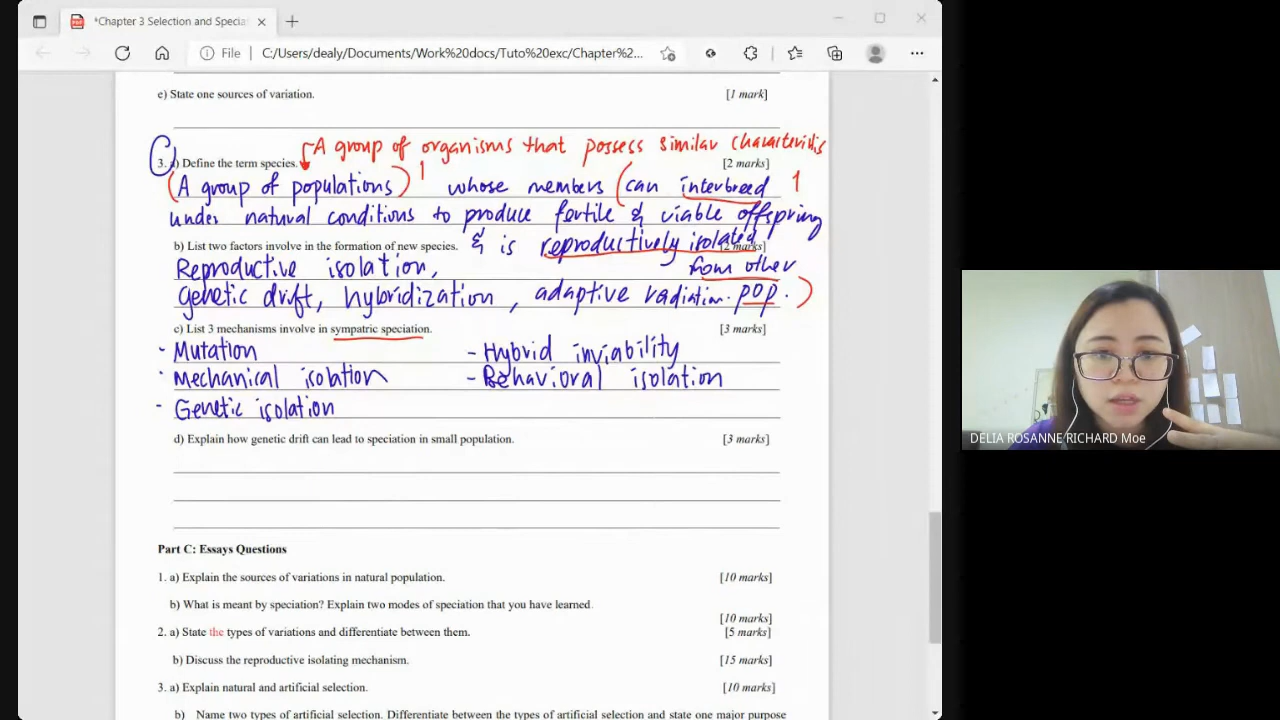 *Chapter 3 Selection and Specia
File C:/Users/dealy/Documents/Work%20docs/Tuto%20exc/Chapter%2...
e) State one sources of variation. [1 mark]
A group of organisms that possess similar characteristis
3. a) Define the term species. [2 marks]
(A group of populations) 1 whose members (can interbreed 1
under natural conditions to produce fertile & viable offspring
b) List two factors involve in the formation of new species. & is reproductively isolated [2 marks]
Reproductive isolation, from other
genetic drift, hybridization, adaptive radiation. pop.)
c) List 3 mechanisms involve in sympatric speciation. [3 marks]
- Mutation - Hybrid inviability
- Mechanical isolation - Behavioral isolation
- Genetic isolation
d) Explain how genetic drift can lead to speciation in small population. [3 marks]
Part C: Essays Questions
1. a) Explain the sources of variations in natural population. [10 marks]
b) What is meant by speciation? Explain two modes of speciation that you have learned.
[10 marks]
2. a) State the types of variations and differentiate between them. [5 marks]
b) Discuss the reproductive isolating mechanism. [15 marks]
3. a) Explain natural and artificial selection. [10 marks]
b) Name two types of artificial selection. Differentiate between the types of artificial selection and state one major purpose
DELIA ROSANNE RICHARD Moe